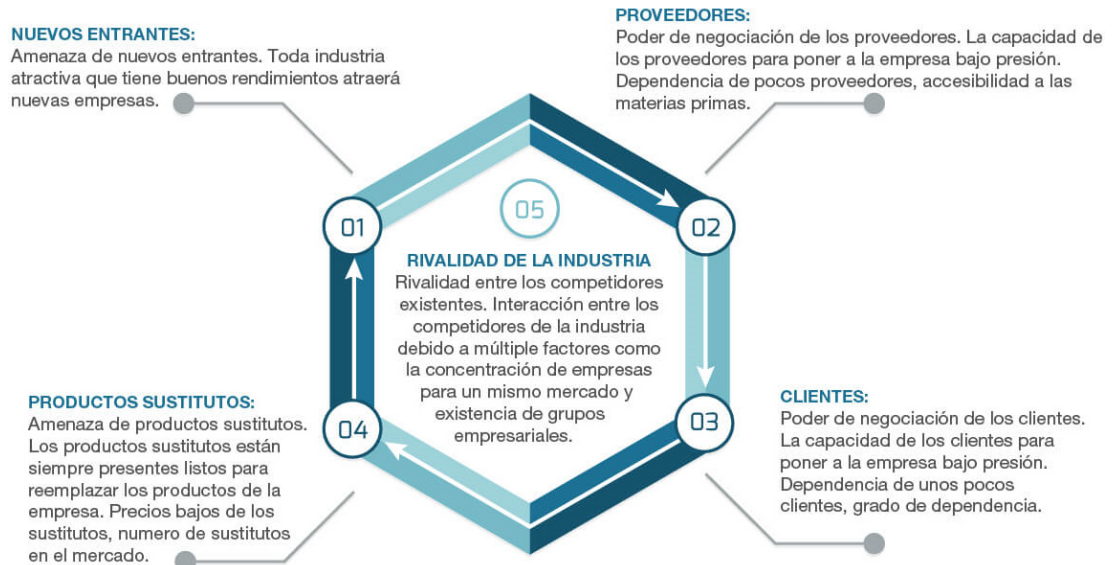 NUEVOS ENTRANTES:
Amenaza de nuevos entrantes. Toda industria
atractiva que tiene buenos rendimientos atraerá
nuevas empresas.
PROVEEDORES:
Poder de negociación de los proveedores. La capacidad de
los proveedores para poner a la empresa bajo presión.
Dependencia de pocos proveedores, accesibilidad a las
materias primas.
01
02
05
RIVALIDAD DE LA INDUSTRIA
Rivalidad entre los competidores
existentes. Interacción entre los
competidores de la industria
debido a múltiple factores como
la concentración de empresas
para un mismo mercado y
existencia de grupos
empresariales.
04
03
PRODUCTOS SUSTITUTOS:
Amenaza de productos sustitutos.
Los productos sustitutos están
siempre presentes listos para
reemplazar los productos de la
empresa. Precios bajos de los
sustitutos, numero de sustitutos
en el mercado.
CLIENTES:
Poder de negociación de los clientes.
La capacidad de los clientes para
poner a la empresa bajo presión.
Dependencia de unos pocos
clientes, grado de dependencia.